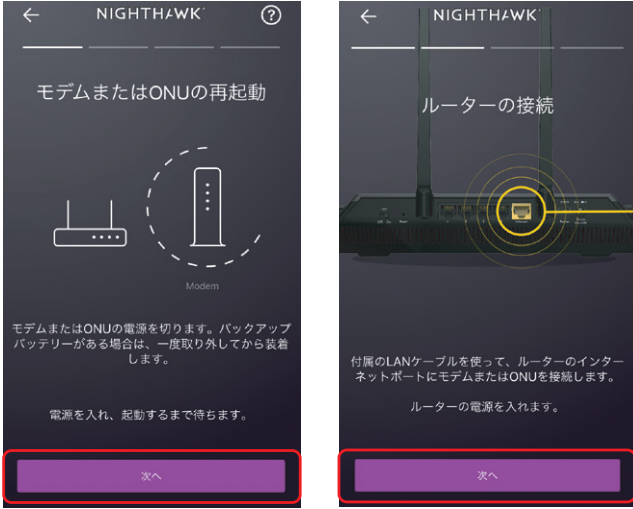 NIGHTHAWK
モデムまたはONUの再起動
Modem
モデムまたはONUの電源を切ります。バックアップ
バッテリーがある場合は、一度取り外してから装着
します。
電源を入れ、起動するまで待ちます。
次へ
NIGHTHAWK
ルーターの接続
付属のLANケーブルを使って、ルーターのインター
ネットポートにモデムまたはONUを接続します。
ルーターの電源を入れます。
次へ